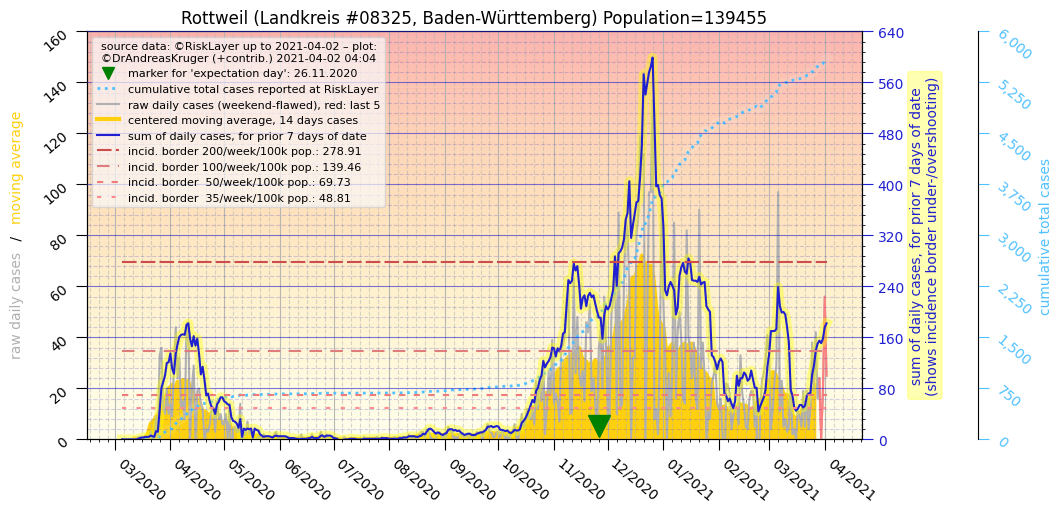 Rottweil (Landkreis #08325, Baden-Württemberg) Population=139455
source data: ©RiskLayer up to 2021-04-02 – plot:
©DrAndreasKruger (+contrib.) 2021-04-02 04:04
marker for 'expectation day': 26.11.2020
cumulative total cases reported at RiskLayer
raw daily cases (weekend-flawed), red: last 5
centered moving average, 14 days cases
sum of daily cases, for prior 7 days of date
incid. border 200/week/100k pop.: 278.91
incid. border 100/week/100k pop.: 139.46
incid. border  50/week/100k pop.: 69.73
incid. border  35/week/100k pop.: 48.81
raw daily cases  /  moving average
160
140
120
100
80
60
40
20
0
03/2020
04/2020
05/2020
06/2020
07/2020
08/2020
09/2020
10/2020
11/2020
12/2020
01/2021
02/2021
03/2021
04/2021
640
560
480
400
320
240
160
80
0
sum of daily cases, for prior 7 days of date
(shows incidence border under-/overshooting)
6,000
5,250
4,500
3,750
3,000
2,250
1,500
750
0
cumulative total cases